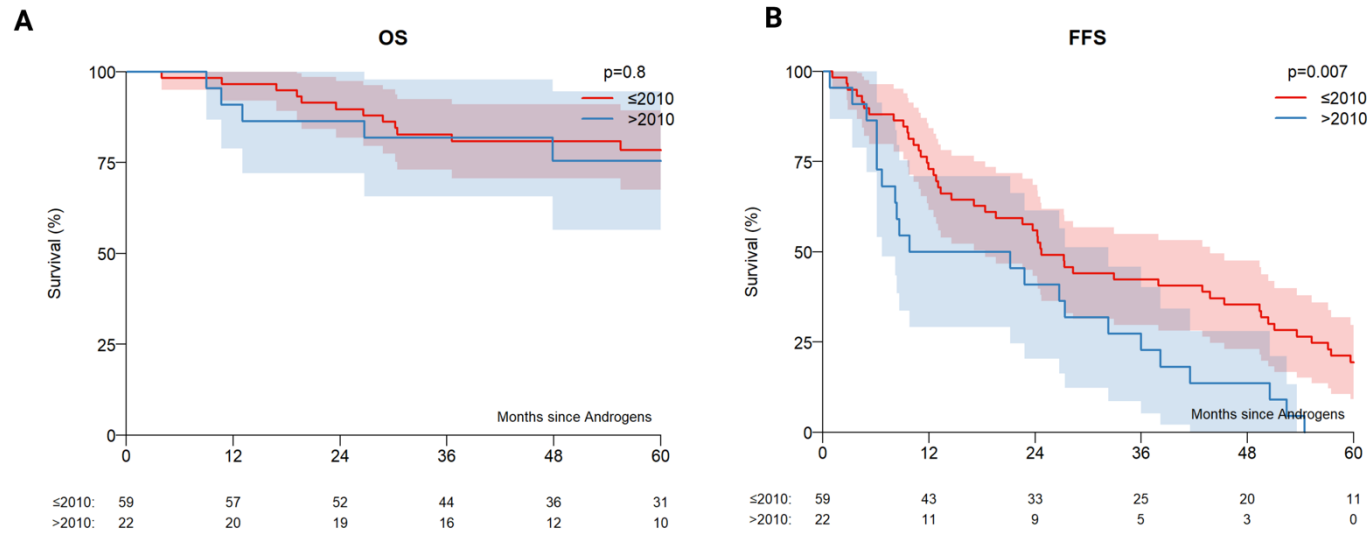 A
OS
p=0.8
≤2010
>2010
100
75
50
25
0
Survival (%)
Months since Androgens
0 12 24 36 48 60
≤2010: 59 57 52 44 36 31
>2010: 22 20 19 16 12 10
B
FFS
p=0.007
≤2010
>2010
100
75
50
25
0
Survival (%)
Months since Androgens
0 12 24 36 48 60
≤2010: 59 43 33 25 20 11
>2010: 22 11 9 5 3 0